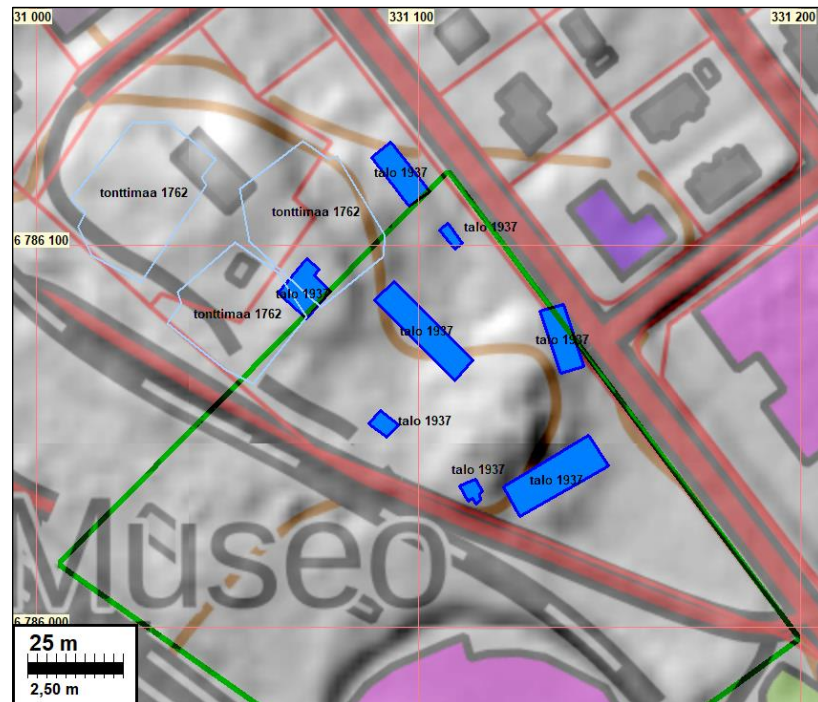 31 000
331 100
331 200
talo 1937
tonttimaa 1762
tonttimaa 1762
talo 1937
6 786 100
talo 1937
tonttimaa 1762
talo 1937
talo 1937
talo 1937
talo 1937
talo 1937
Museo
6 786 000
25 m
2,50 m